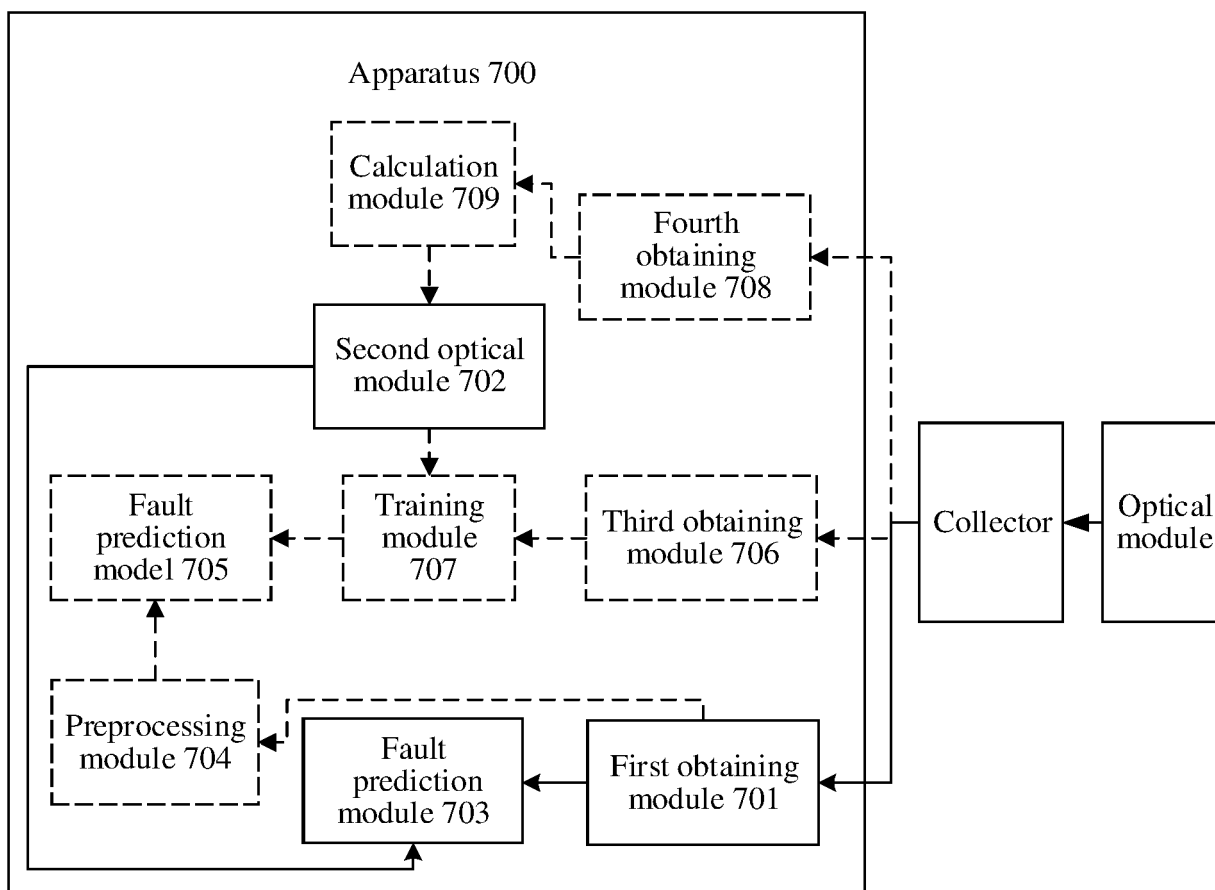 Apparatus 700
Calculation
module 709
Fourth
obtaining
module 708
Second optical
module 702
Fault
prediction
model 705
Training
module
707
Third obtaining
module 706
Collector
Optical
module
Preprocessing
module 704
Fault
prediction
module 703
First obtaining
module 701